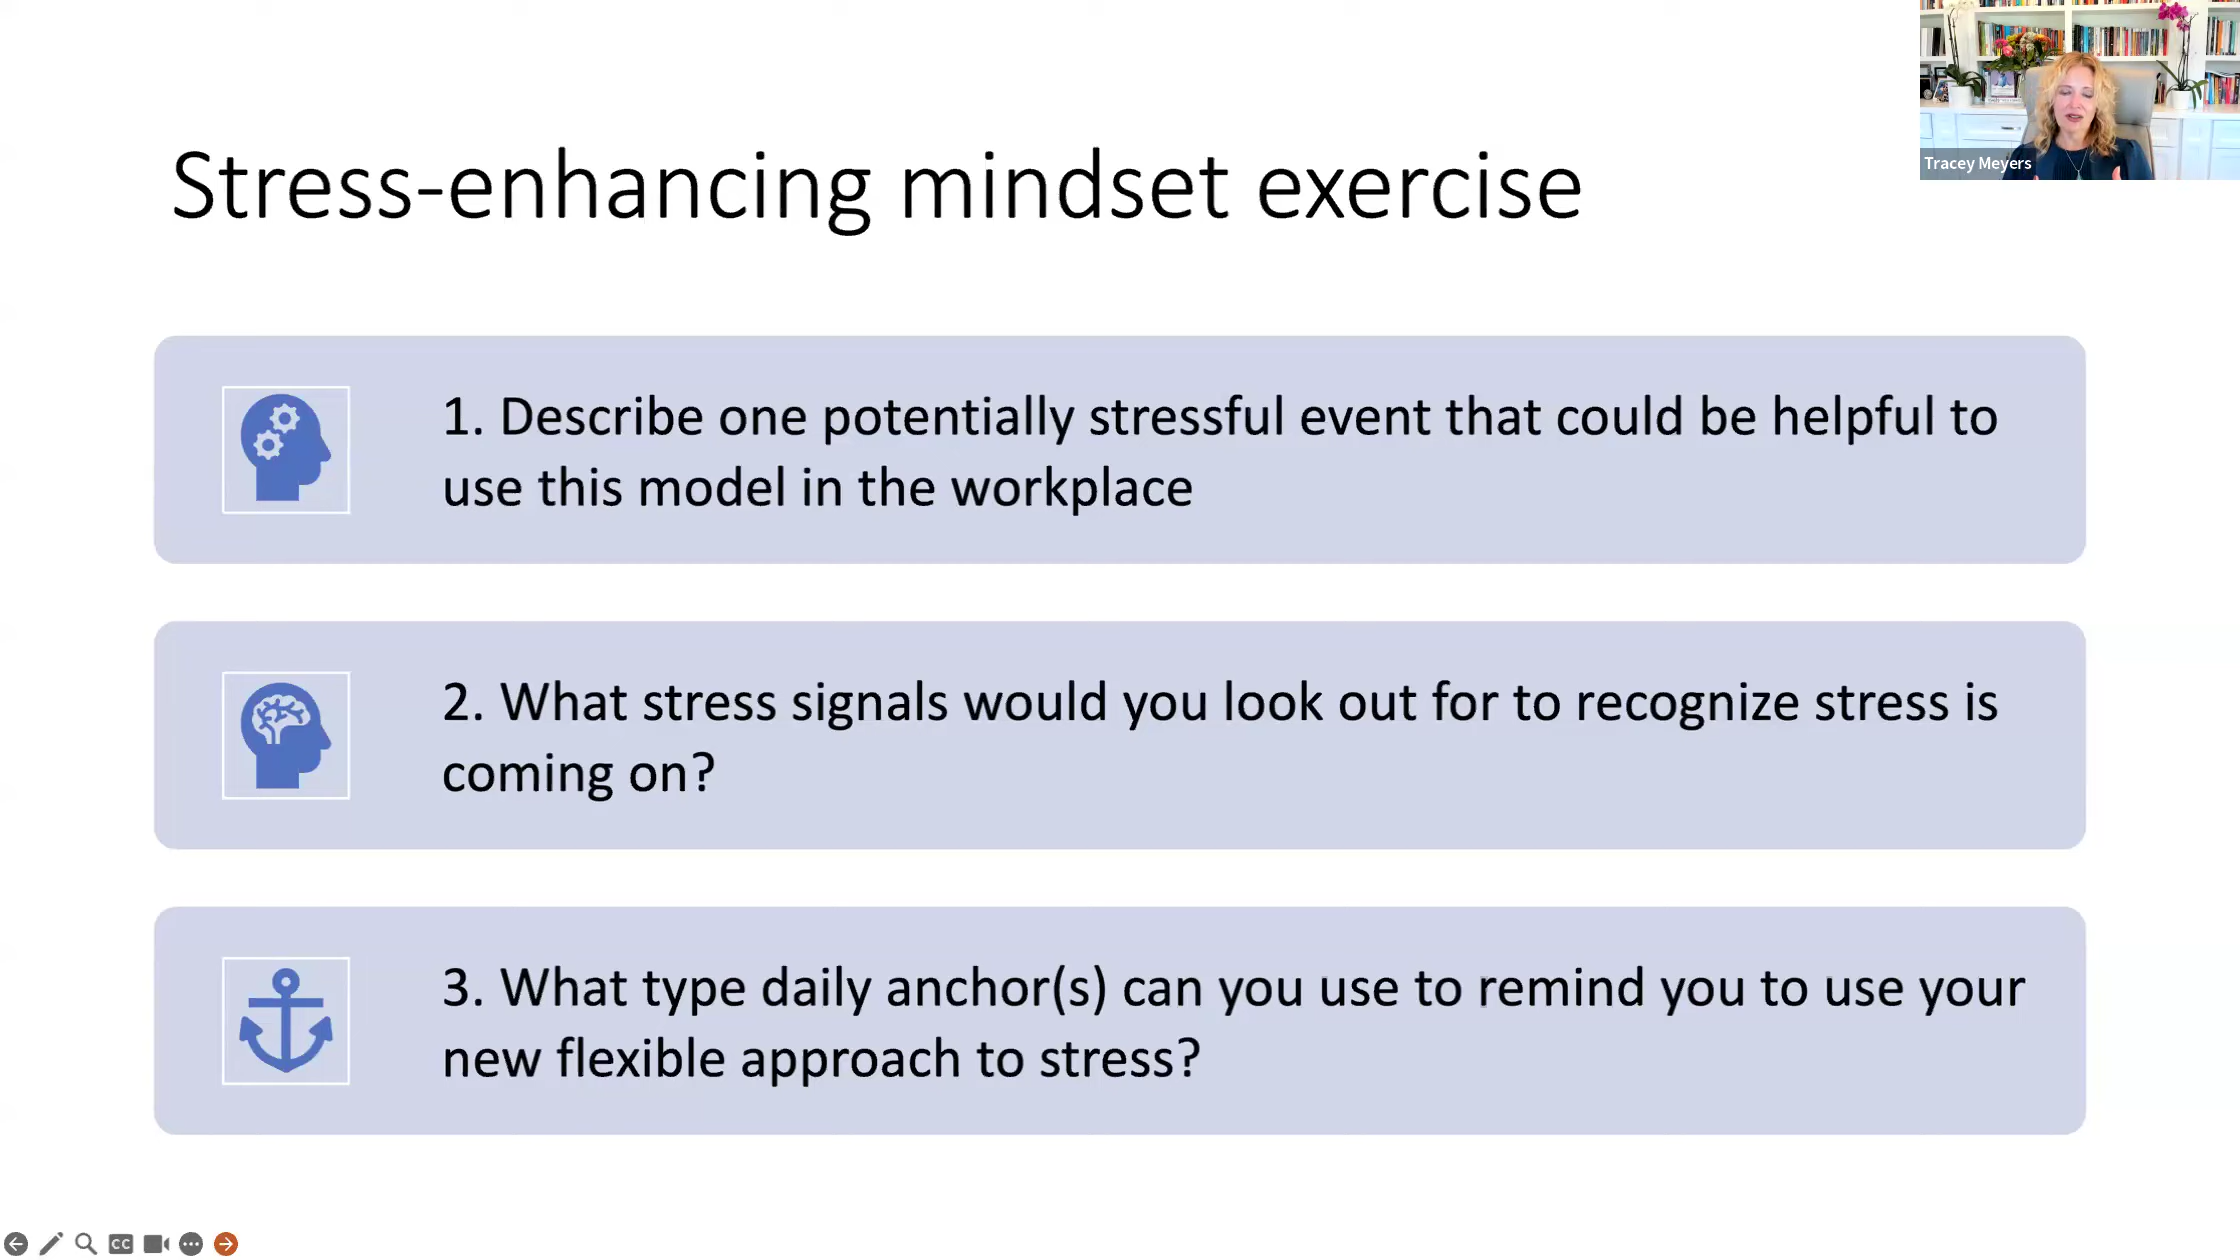 Tracey Meyers
Stress-enhancing mindset exercise
1. Describe one potentially stressful event that could be helpful to
use this model in the workplace
2. What stress signals would you look out for to recognize stress is
coming on?
3. What type daily anchor(s) can you use to remind you to use your
new flexible approach to stress?
CC